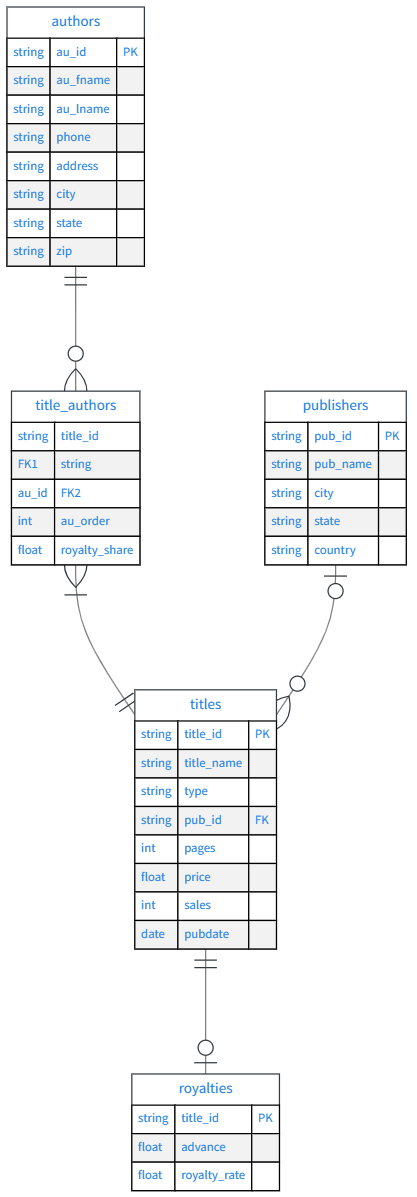 authors
string au_id PK
string au_fname
string au_lname
string phone
string address
string city
string state
string zip
title_authors
string title_id
FK1 string
au_id FK2
int au_order
float royalty_share
publishers
string pub_id PK
string pub_name
string city
string state
string country
titles
string title_id PK
string title_name
string type
string pub_id FK
int pages
float price
int sales
date pubdate
royalties
string title_id PK
float advance
float royalty_rate